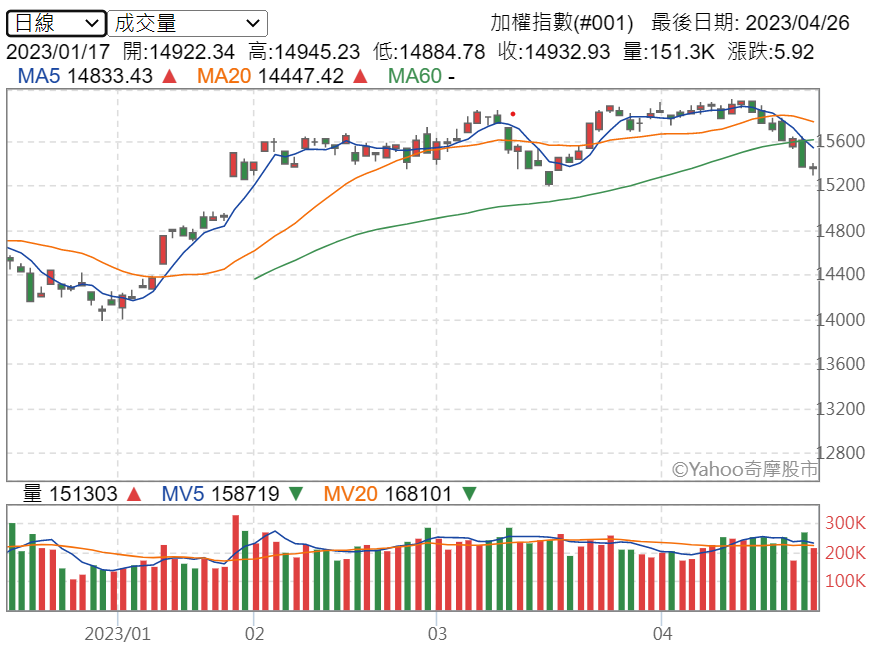 日線 成交量 加權指數(#001) 最後日期: 2023/04/26
2023/01/17 開:14922.34 高:14945.23 低:14884.78 收:14932.93 量:151.3K 漲跌:5.92
MA5 14833.43 ▲ MA20 14447.42 ▲ MA60 -
15600
15200
14800
14400
14000
13600
13200
12800
©Yahoo奇摩股市
量 151303 ▲ MV5 158719 ▼ MV20 168101 ▼
300K
200K
100K
2023/01 02 03 04